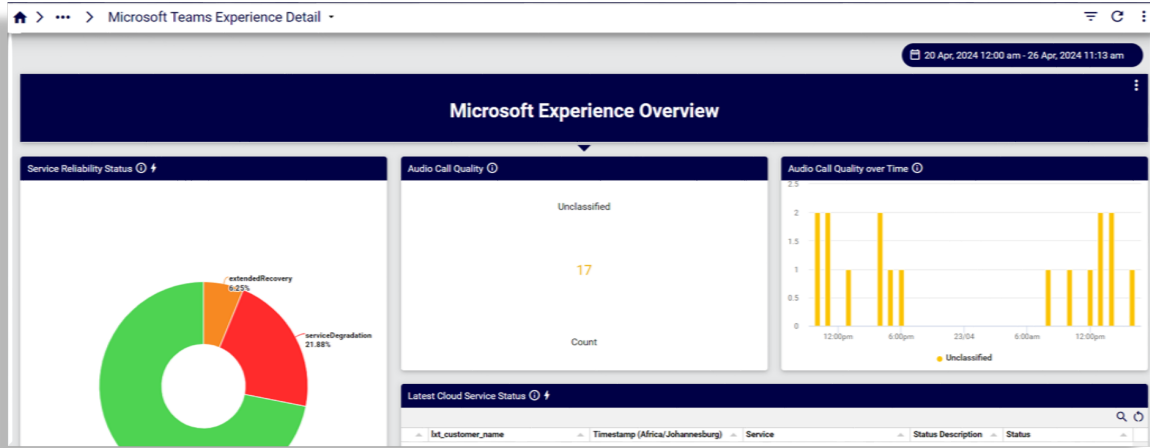 Microsoft Teams Experience Detail
20 Apr, 2024 12:00 am - 26 Apr, 2024 11:13 am
Microsoft Experience Overview
Service Reliability Status
extendedRecovery
6.25%
serviceDegradation
21.88%
Audio Call Quality
Unclassified
17
Count
Audio Call Quality over Time
2.5
2
1.5
1
0.5
0
12:00pm 6:00pm 23/04 6:00am 12:00pm
Unclassified
Latest Cloud Service Status
lxt_customer_name Timestamp (Africa/Johannesburg) Service Status Description Status